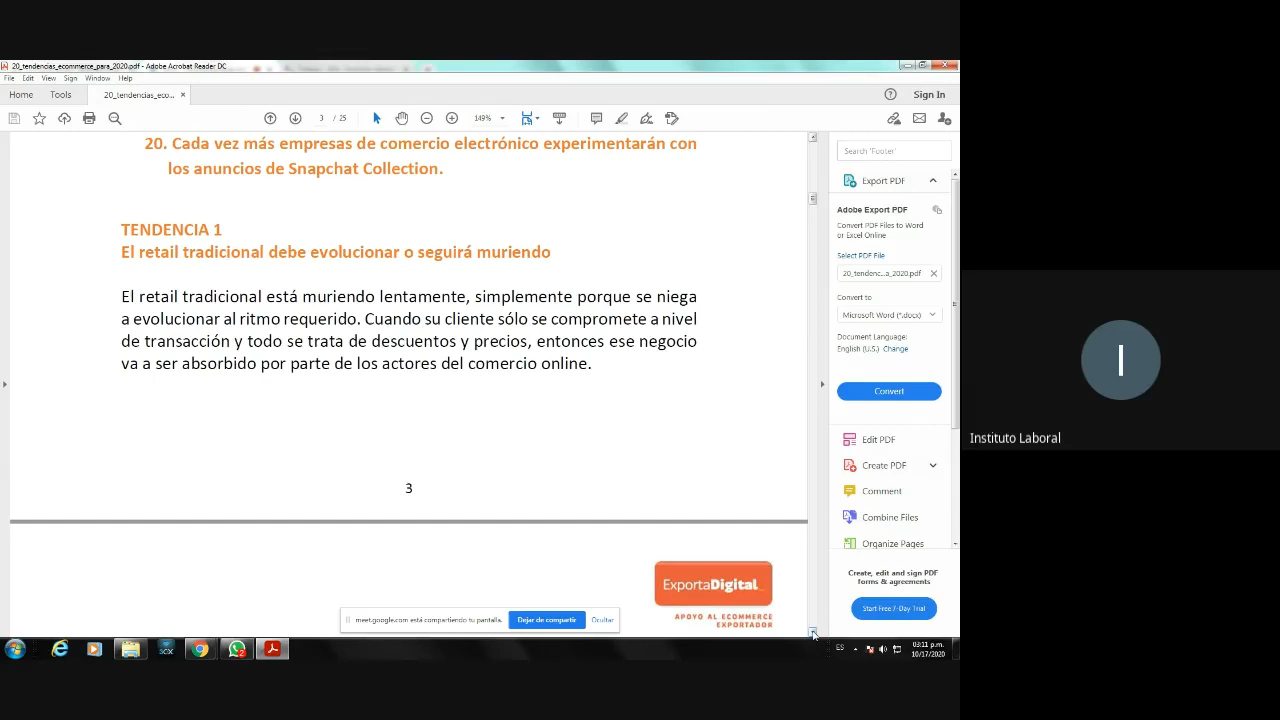 20_tendencias_ecommerce_para_2020.pdf - Adobe Acrobat Reader DC
File Edit View Sign Window Help
Home Tools 20_tendencias_eco... × Sign In
3 / 25 149%
20. Cada vez más empresas de comercio electrónico experimentarán con
los anuncios de Snapchat Collection.
TENDENCIA 1
El retail tradicional debe evolucionar o seguirá muriendo
El retail tradicional está muriendo lentamente, simplemente porque se niega
a evolucionar al ritmo requerido. Cuando su cliente sólo se compromete a nivel
de transacción y todo se trata de descuentos y precios, entonces ese negocio
va a ser absorbido por parte de los actores del comercio online.
3
ExportaDigital
APOYO AL ECOMMERCE
EXPORTADOR
meet.google.com está compartiendo tu pantalla. Dejar de compartir Ocultar
Search 'Footer'
Export PDF
Adobe Export PDF
Convert PDF Files to Word
or Excel Online
Select PDF File
20_tendenc...a_2020.pdf ×
Convert to
Microsoft Word (*.docx)
Document Language:
English (U.S.) Change
Convert
Edit PDF
Create PDF
Comment
Combine Files
Organize Pages
Create, edit and sign PDF
forms & agreements
Start Free 7-Day Trial
3CX
2
ES
03:11 p.m.
10/17/2020
I
Instituto Laboral